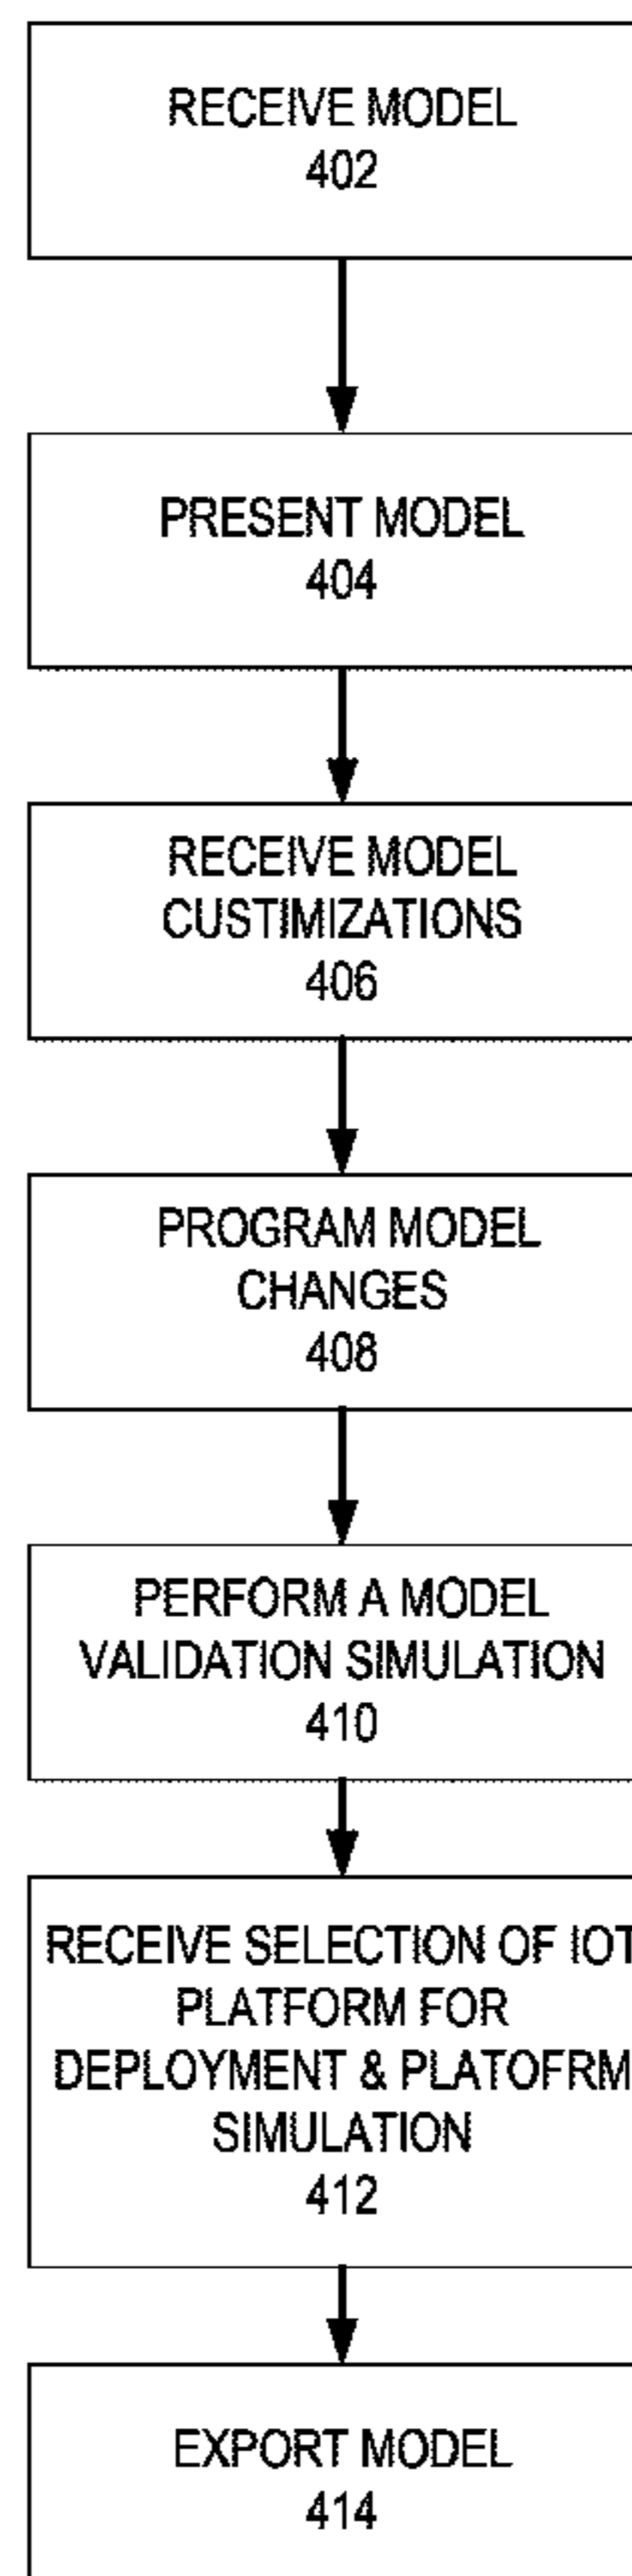 RECEIVE MODEL
402
PRESENT MODEL
404
RECEIVE MODEL
CUSTIMIZATIONS
406
PROGRAM MODEL
CHANGES
408
PERFORM A MODEL
VALIDATION SIMULATION
410
RECEIVE SELECTION OF IOT
PLATFORM FOR
DEPLOYMENT & PLATOFRM
SIMULATION
412
EXPORT MODEL
414